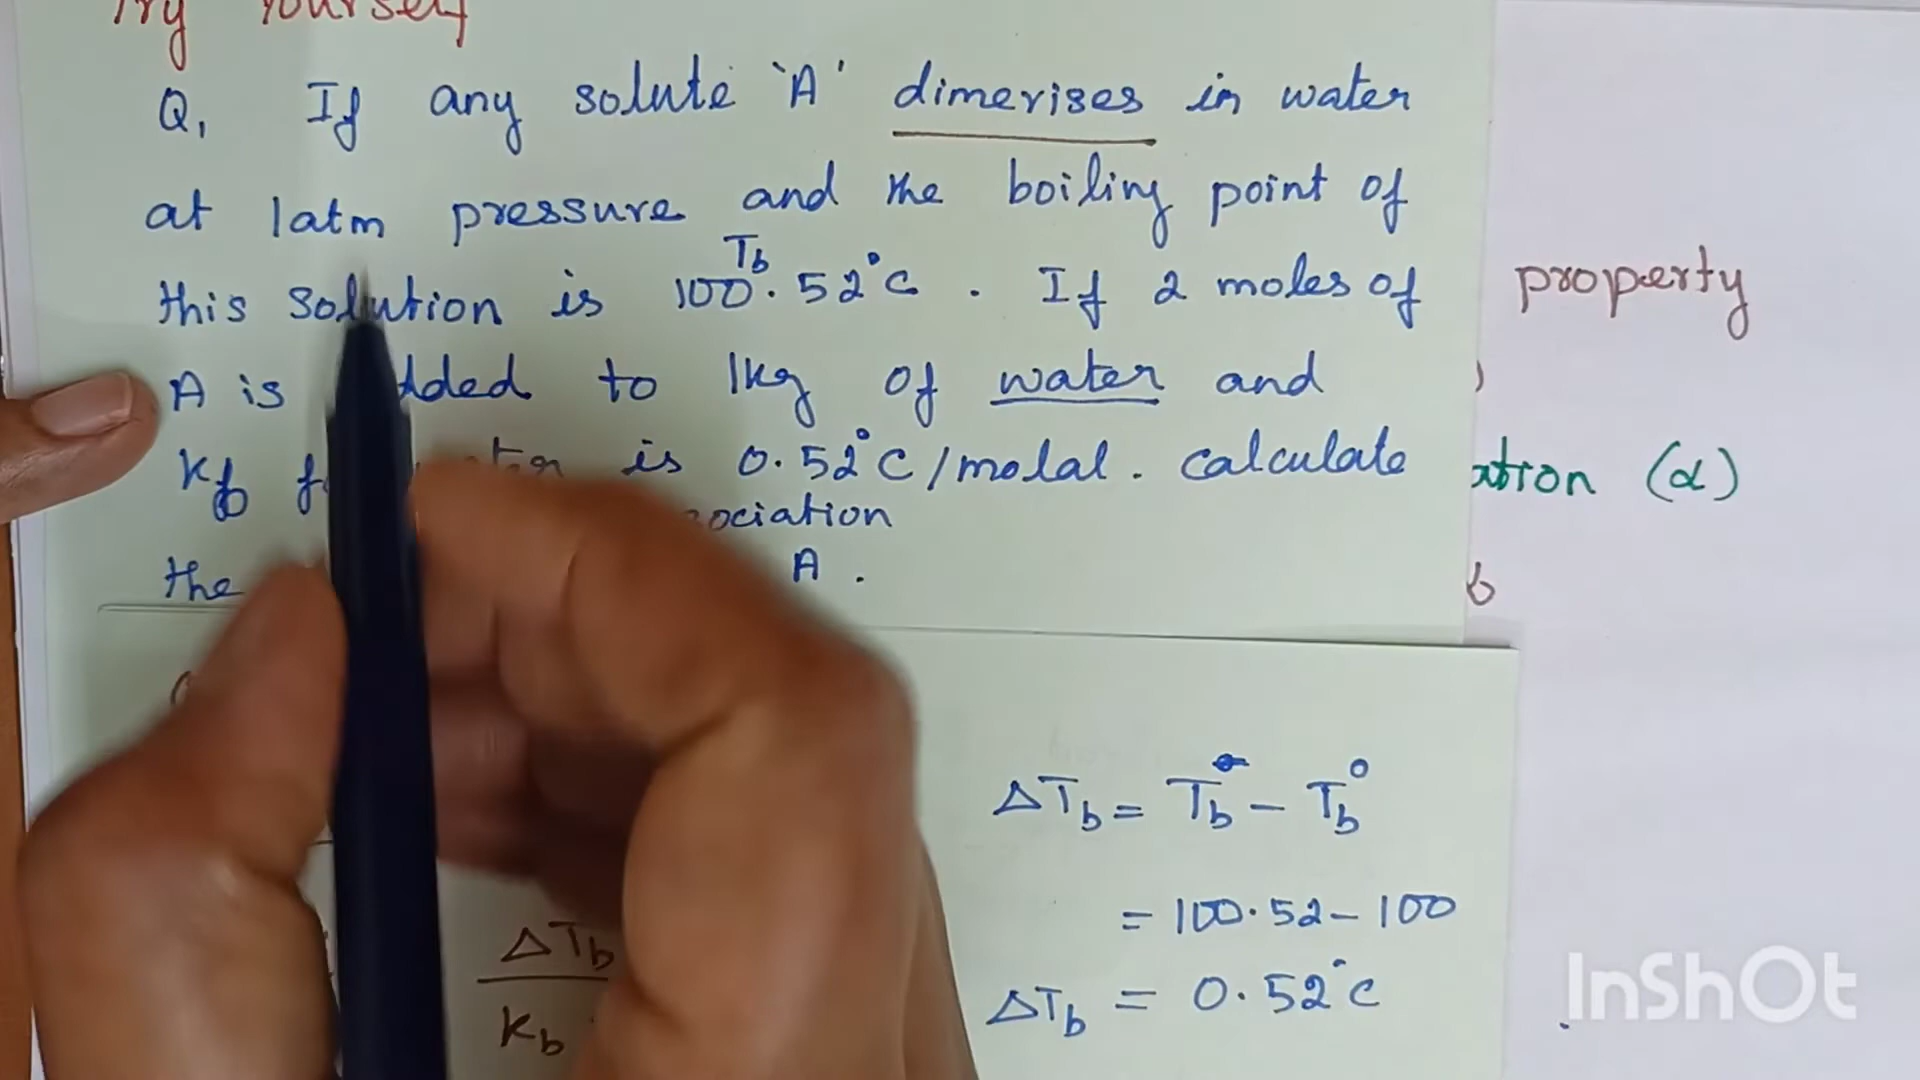 Try Yourself
Q, If any solute 'A' dimerises in water
at 1atm pressure and the boiling point of
Tb
this solution is 100.52°C . If 2 moles of
A is dded to 1kg of water and
Kb f is 0.52°C/molal. calculate
ociation
the A .
property
)
ation (α)
b
ΔTb = Tb - Tb°
= 100.52 - 100
ΔTb = 0.52°C
ΔTb
Kb
InShOt